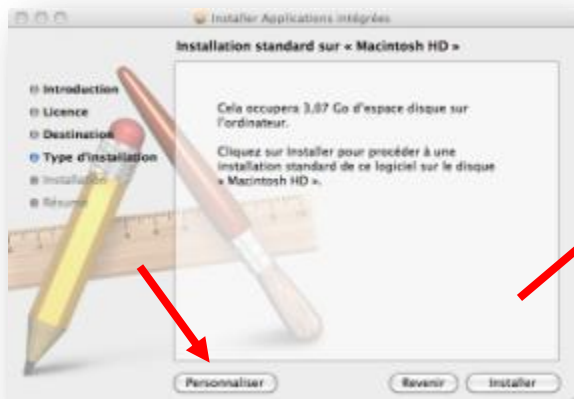 Installer Applications intégrées
Installation standard sur « Macintosh HD »
Introduction
Licence
Destination
Type d'installation
Installation
Résumé
Cela occupera 3,07 Go d'espace disque sur
l'ordinateur.
Cliquez sur Installer pour procéder à une
installation standard de ce logiciel sur le disque
« Macintosh HD ».
Personnaliser
Revenir
Installer